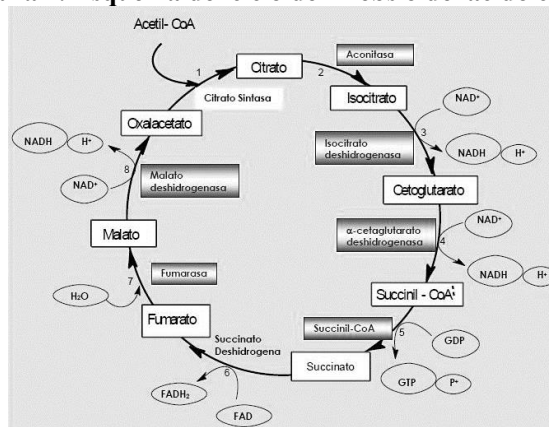 Acetil- CoA
1
Citrato Sintasa
Citrato
2
Aconitasa
Isocitrato
NAD+
3
Isocitrato
deshidrogenasa
NADH
H+
Cetoglutarato
NAD+
4
α-cetaglutarato
deshidrogenasa
NADH
H+
Succinil - CoA
Succinil-CoA
5
GDP
GTP
P+
Succinato
Succinato
Deshidrogena
6
FADH2
FAD
Fumarato
Fumarasa
7
H2O
Malato
Malato
deshidrogenasa
8
NAD+
NADH
H+
Oxalacetato